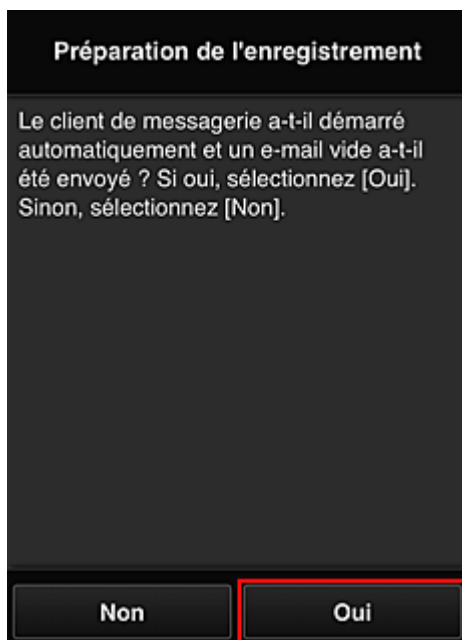 Préparation de l'enregistrement
Le client de messagerie a-t-il démarré
automatiquement et un e-mail vide a-t-il
été envoyé ? Si oui, sélectionnez [Oui].
Sinon, sélectionnez [Non].
Non
Oui